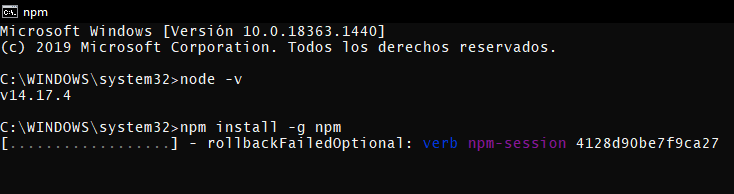 npm
Microsoft Windows [Versión 10.0.18363.1440]
(c) 2019 Microsoft Corporation. Todos los derechos reservados.
C:\WINDOWS\system32>node -v
v14.17.4
C:\WINDOWS\system32>npm install -g npm
[..................] - rollbackFailedOptional: verb npm-session 4128d90be7f9ca27